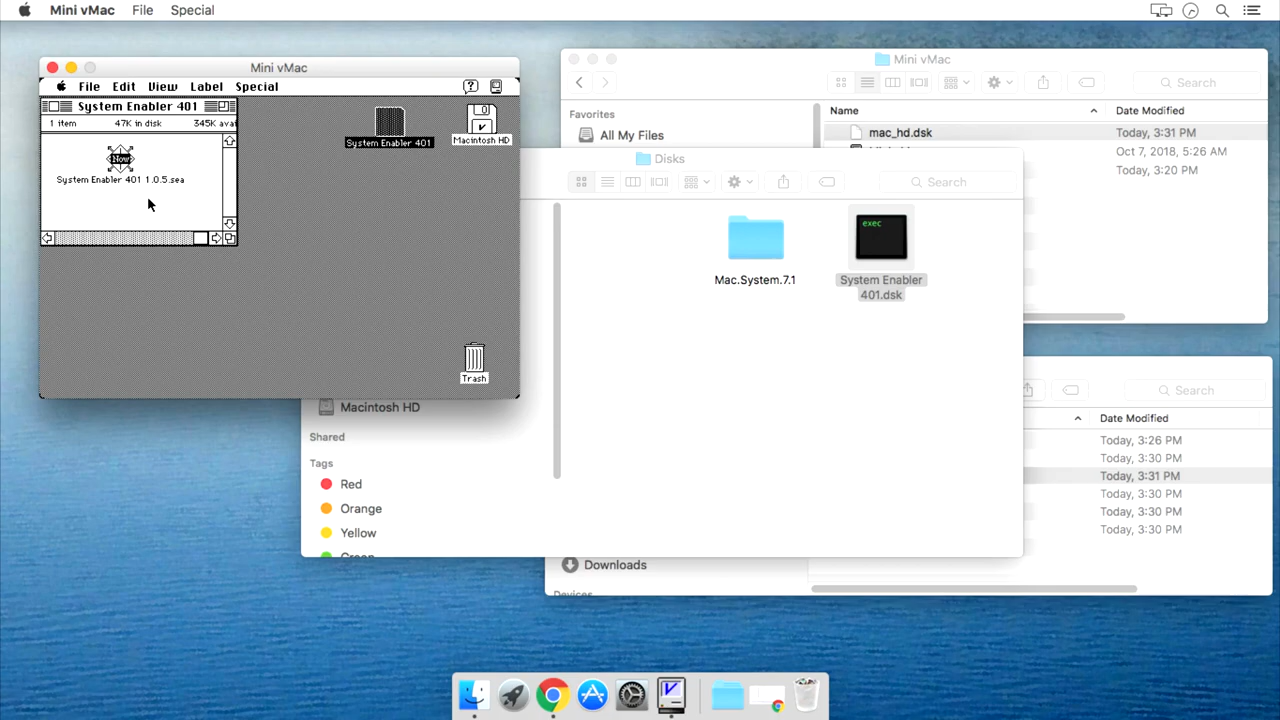 Mini vMac File Special
Mini vMac
File Edit View Label Special
System Enabler 401
1 item 47K in disk 345K avai
Now
System Enabler 401 1.0.5.sea
System Enabler 401
Macintosh HD
Trash
Mini vMac
Search
Favorites
All My Files
Name
Date Modified
mac_hd.dsk
Today, 3:31 PM
Oct 7, 2018, 5:26 AM
Today, 3:20 PM
Disks
Search
exec
Mac.System.7.1
System Enabler
401.dsk
Macintosh HD
Shared
Tags
Red
Orange
Yellow
Green
Search
Date Modified
Today, 3:26 PM
Today, 3:30 PM
Today, 3:31 PM
Today, 3:30 PM
Today, 3:30 PM
Today, 3:30 PM
Downloads
Devices